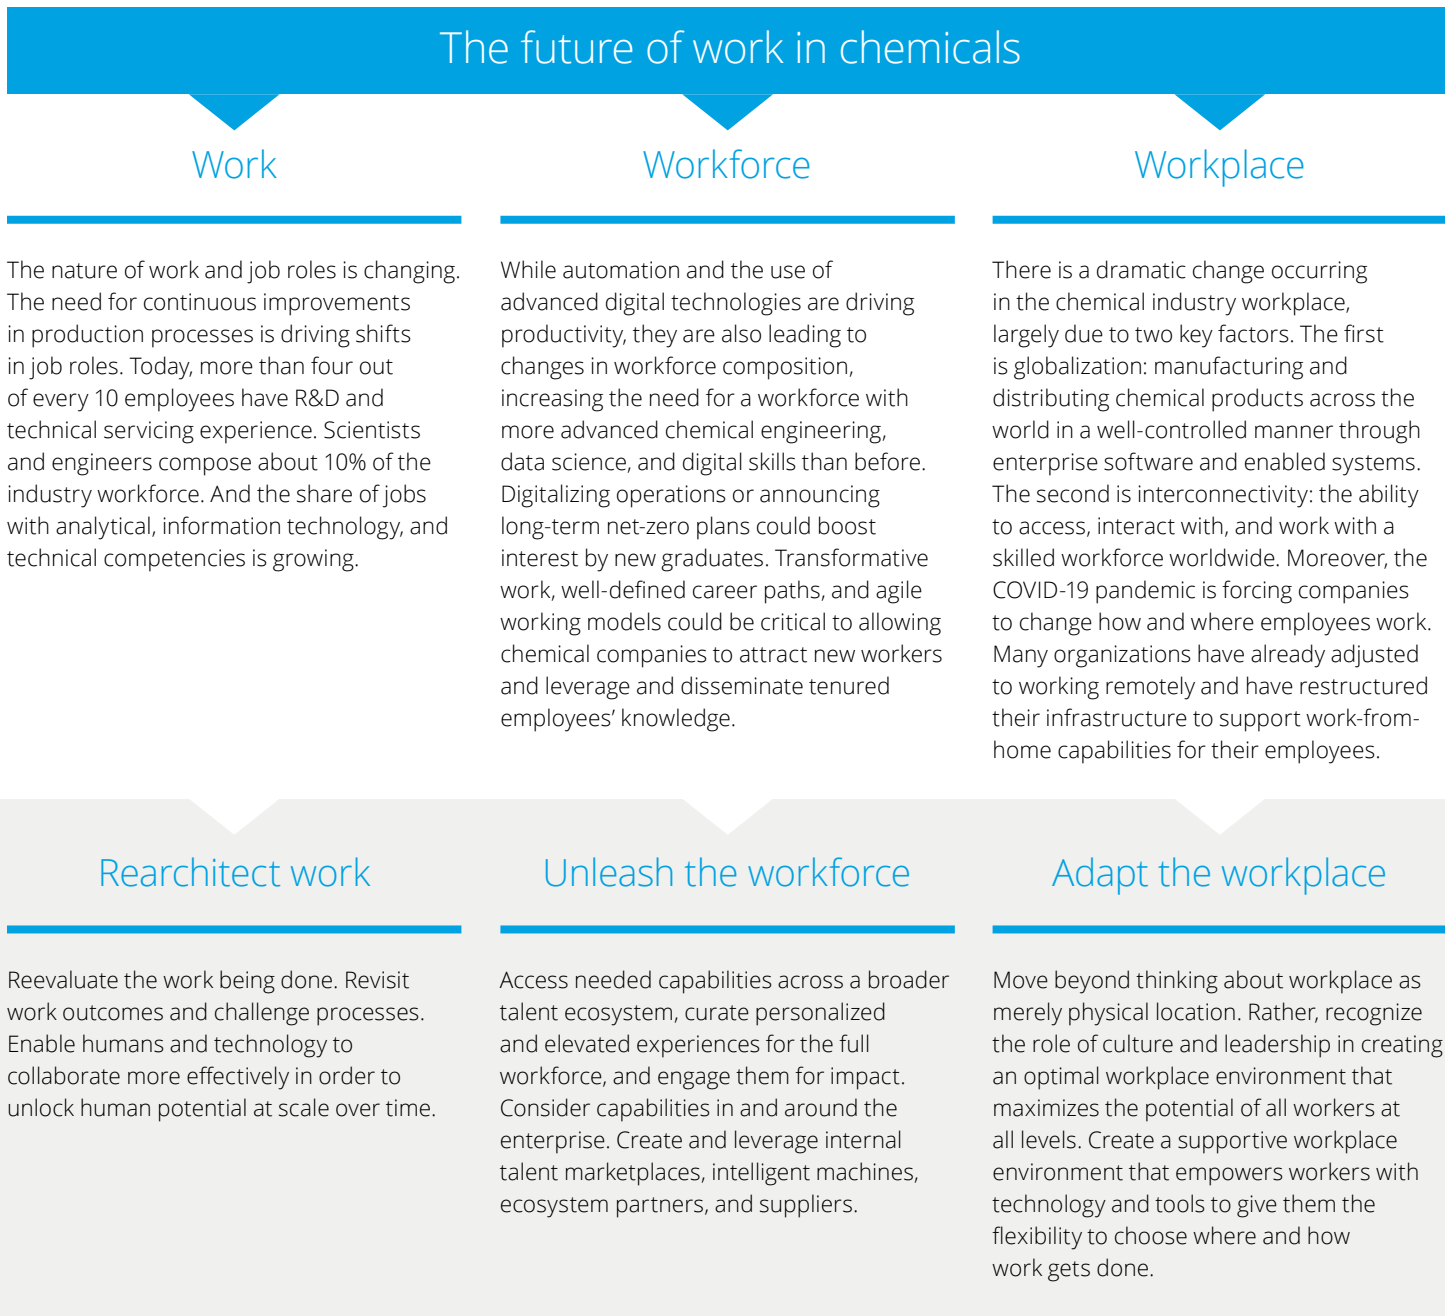 The future of work in chemicals
Work
The nature of work and job roles is changing.
The need for continuous improvements
in production processes is driving shifts
in job roles. Today, more than four out
of every 10 employees have R&D and
technical servicing experience. Scientists
and engineers compose about 10% of the
industry workforce. And the share of jobs
with analytical, information technology, and
technical competencies is growing.
Workforce
While automation and the use of
advanced digital technologies are driving
productivity, they are also leading to
changes in workforce composition,
increasing the need for a workforce with
more advanced chemical engineering,
data science, and digital skills than before.
Digitalizing operations or announcing
long-term net-zero plans could boost
interest by new graduates. Transformative
work, well-defined career paths, and agile
working models could be critical to allowing
chemical companies to attract new workers
and leverage and disseminate tenured
employees’ knowledge.
Workplace
There is a dramatic change occurring
in the chemical industry workplace,
largely due to two key factors. The first
is globalization: manufacturing and
distributing chemical products across the
world in a well-controlled manner through
enterprise software and enabled systems.
The second is interconnectivity: the ability
to access, interact with, and work with a
skilled workforce worldwide. Moreover, the
COVID-19 pandemic is forcing companies
to change how and where employees work.
Many organizations have already adjusted
to working remotely and have restructured
their infrastructure to support work-from-
home capabilities for their employees.
Rearchitect work
Reevaluate the work being done. Revisit
work outcomes and challenge processes.
Enable humans and technology to
collaborate more effectively in order to
unlock human potential at scale over time.
Unleash the workforce
Access needed capabilities across a broader
talent ecosystem, curate personalized
and elevated experiences for the full
workforce, and engage them for impact.
Consider capabilities in and around the
enterprise. Create and leverage internal
talent marketplaces, intelligent machines,
ecosystem partners, and suppliers.
Adapt the workplace
Move beyond thinking about workplace as
merely physical location. Rather, recognize
the role of culture and leadership in creating
an optimal workplace environment that
maximizes the potential of all workers at
all levels. Create a supportive workplace
environment that empowers workers with
technology and tools to give them the
flexibility to choose where and how
work gets done.